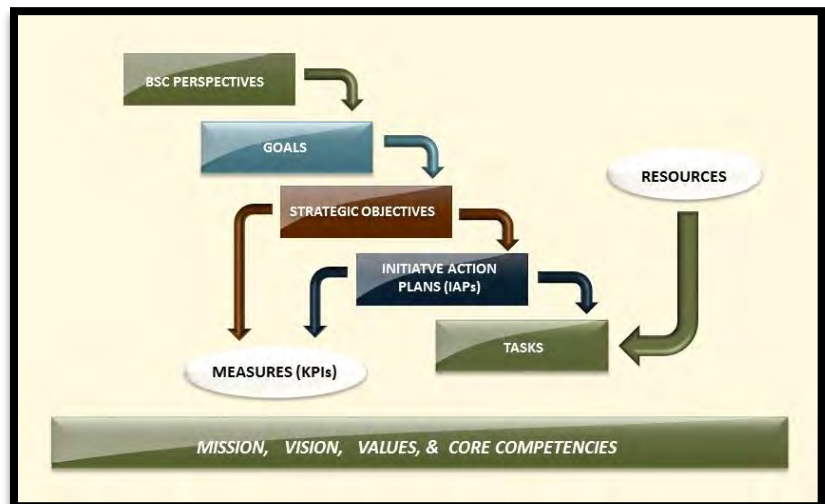 BSC PERSPECTIVES
GOALS
RESOURCES
STRATEGIC OBJECTIVES
INITIATVE ACTION
PLANS (IAPs)
TASKS
MEASURES (KPIs)
MISSION, VISION, VALUES, & CORE COMPETENCIES